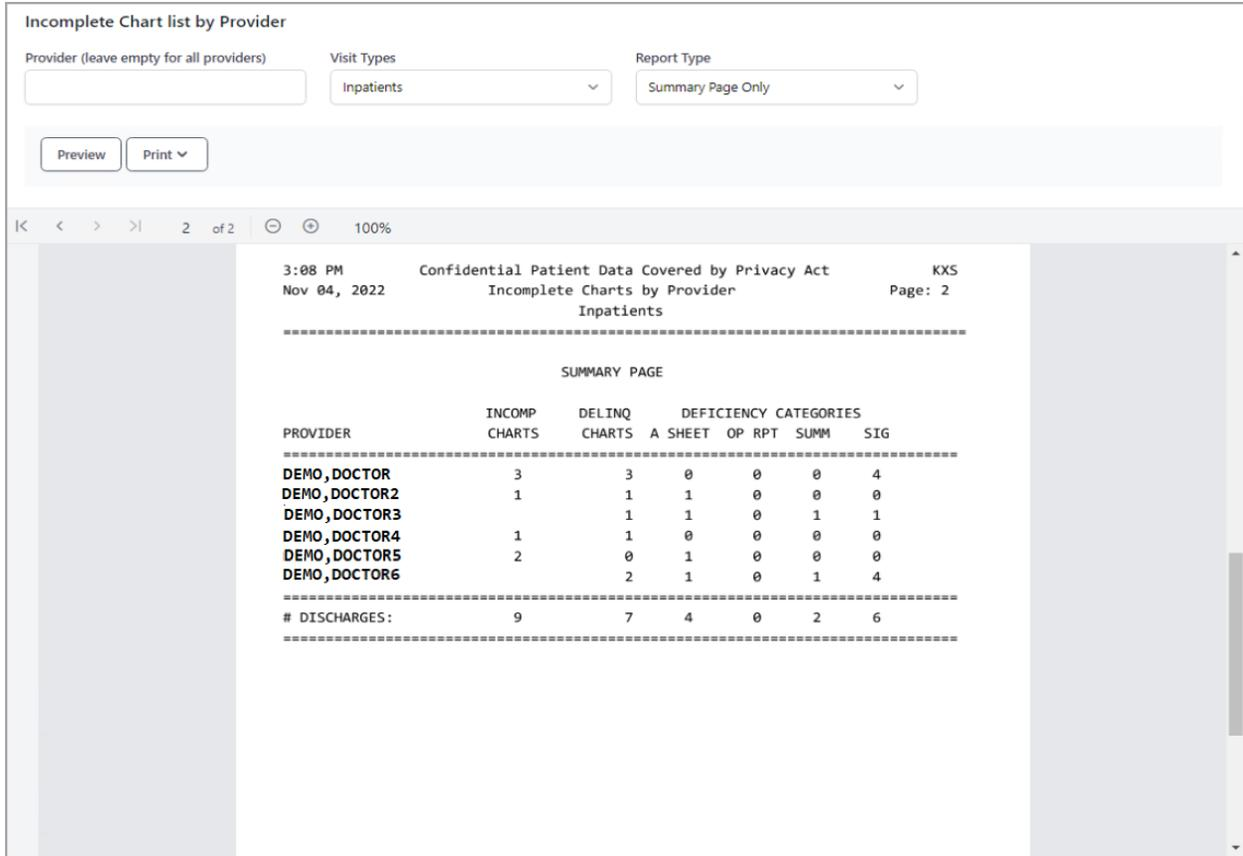 Incomplete Chart list by Provider
Provider (leave empty for all providers) Visit Types Report Type
Inpatients Summary Page Only
Preview Print
2 of 2 100%
3:08 PM Confidential Patient Data Covered by Privacy Act KXS
Nov 04, 2022 Incomplete Charts by Provider Page: 2
Inpatients
================================================================================
SUMMARY PAGE
INCOMP DELINQ DEFICIENCY CATEGORIES
PROVIDER CHARTS CHARTS A SHEET OP RPT SUMM SIG
===============================================================================
DEMO,DOCTOR 3 3 0 0 0 4
DEMO,DOCTOR2 1 1 1 0 0 0
DEMO,DOCTOR3 1 1 0 1 1
DEMO,DOCTOR4 1 1 0 0 0 0
DEMO,DOCTOR5 2 0 1 0 0 0
DEMO,DOCTOR6 2 1 0 1 4
===============================================================================
# DISCHARGES: 9 7 4 0 2 6
===============================================================================